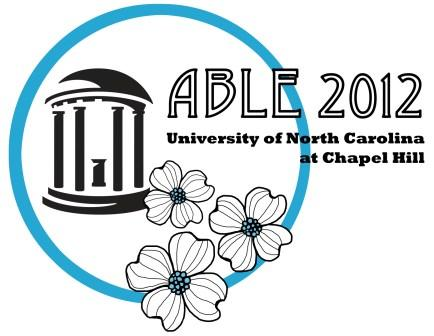 ABLE 2012
University of North Carolina
at Chapel Hill